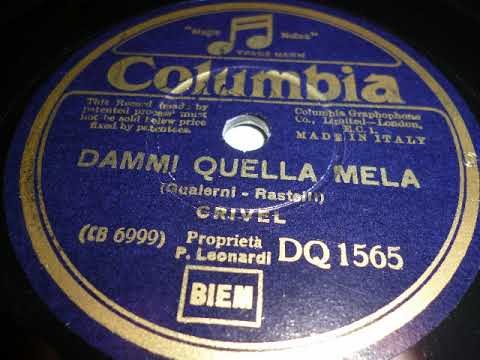 "Magic Notes"
TRADE MARK
Columbia
This Record made by
patented process must
not be sold below price
fixed by patentees.
Columbia Graphophone
Co., Limited—London,
E.C.1.
MADE IN ITALY
DAMMI QUELLA MELA
(Gualerni - Rastelli)
CRIVEL
(CB 6999)
Proprietà
P. Leonardi
DQ 1565
BIEM